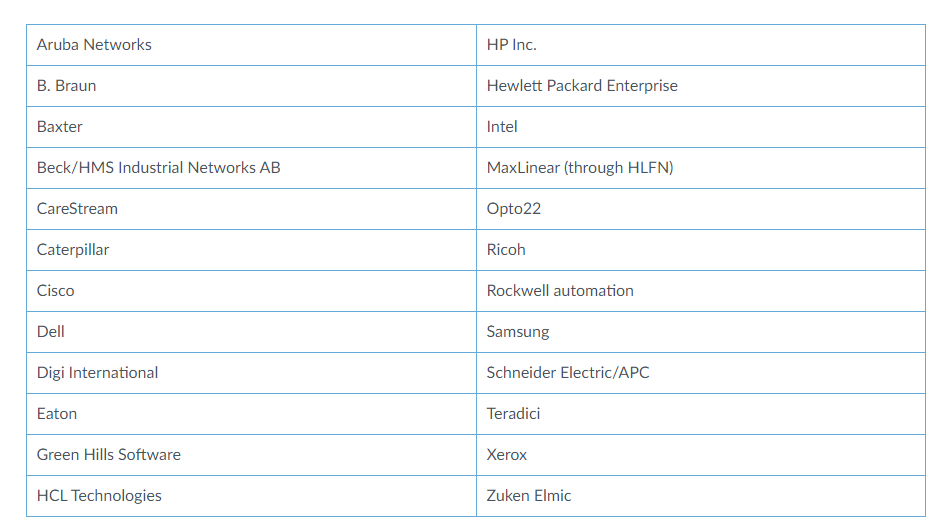 Aruba Networks
HP Inc.
B. Braun
Hewlett Packard Enterprise
Baxter
Intel
Beck/HMS Industrial Networks AB
MaxLinear (through HLFN)
CareStream
Opto22
Caterpillar
Ricoh
Cisco
Rockwell automation
Dell
Samsung
Digi International
Schneider Electric/APC
Eaton
Teradici
Green Hills Software
Xerox
HCL Technologies
Zuken Elmic